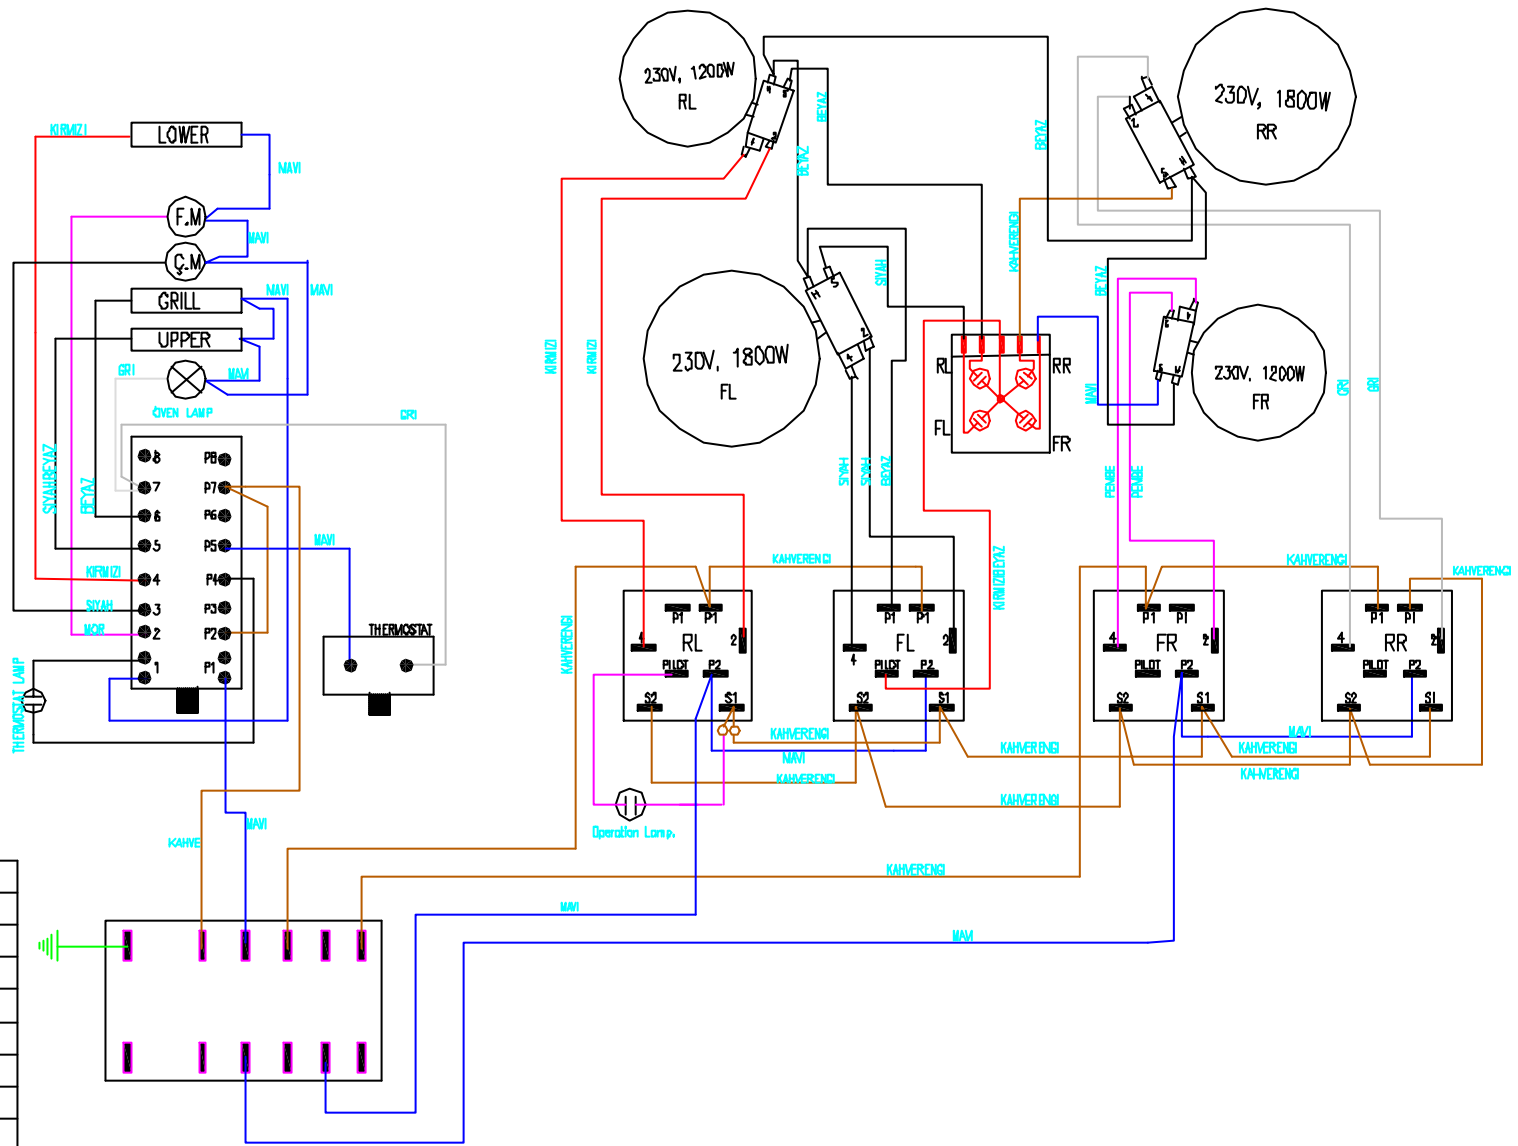 230V, 1200W
RL
230V, 1800W
RR
BEYAZ
BEYAZ
BEYAZ
KIRMIZI
LOWER
MAVI
F.M
MAVI
Ç.M
MAVI
MAVI
GRILL
UPPER
GRI
MAVI
OVEN LAMP
GRI
KAHVERENGI
SIYAH
BEYAZ
230V, 1800W
FL
KIRMIZI
KIRMIZI
RL
RR
FL
FR
MAVI
230V, 1200W
FR
GRI
GRI
SIYAHBEYAZ
BEYAZ
8
P8
7
P7
6
P6
5
P5
4
P4
3
P3
2
P2
1
P1
KIRMIZI
SIYAH
MOR
MAVI
THERMOSTAT
THERMOSTAT LAMP
SIYAH
SIYAH
BEYAZ
PEMBE
PEMBE
KIRMIZIBEYAZ
KAHVERENGI
KAHVERENGI
KAHVERENGI
KAHVERENGI
P1
P1
4
RL
2
PILOT
P2
S2
S1
P1
P1
4
FL
2
PILOT
P2
S2
S1
P1
P1
4
FR
2
PILOT
P2
S2
S1
P1
P1
4
RR
2
PILOT
P2
S2
S1
KAHVERENGI
MAVI
KAHVERENGI
KAHVERENGI
KAHVERENGI
MAVI
KAHVERENGI
KAHVERENGI
Operation Lamp.
KAHVE
MAVI
KAHVERENGI
MAVI
MAVI